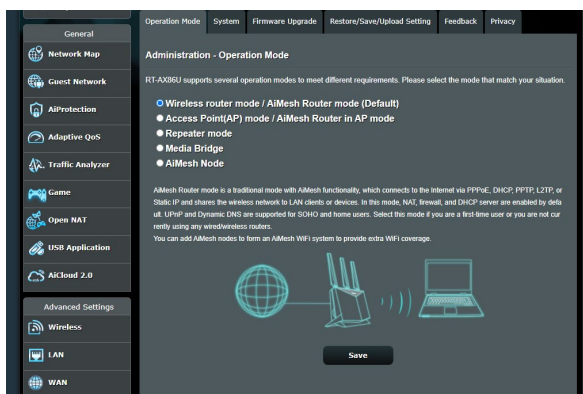 Operation Mode
System
Firmware Upgrade
Restore/Save/Upload Setting
Feedback
Privacy
General
Network Map
Guest Network
AiProtection
Adaptive QoS
Traffic Analyzer
Game
Open NAT
USB Application
AiCloud 2.0
Advanced Settings
Wireless
LAN
WAN
Administration - Operation Mode
RT-AX86U supports several operation modes to meet different requirements. Please select the mode that match your situation.
Wireless router mode / AiMesh Router mode (Default)
Access Point(AP) mode / AiMesh Router in AP mode
Repeater mode
Media Bridge
AiMesh Node
AiMesh Router mode is a traditional mode with AiMesh functionality, which connects to the Internet via PPPoE, DHCP, PPTP, L2TP, or
Static IP and shares the wireless network to LAN clients or devices. In this mode, NAT, firewall, and DHCP server are enabled by defa
ult. UPnP and Dynamic DNS are supported for SOHO and home users. Select this mode if you are a first-time user or you are not cur
rently using any wired/wireless routers.
You can add AiMesh nodes to form an AiMesh WiFi system to provide extra WiFi coverage.
Save